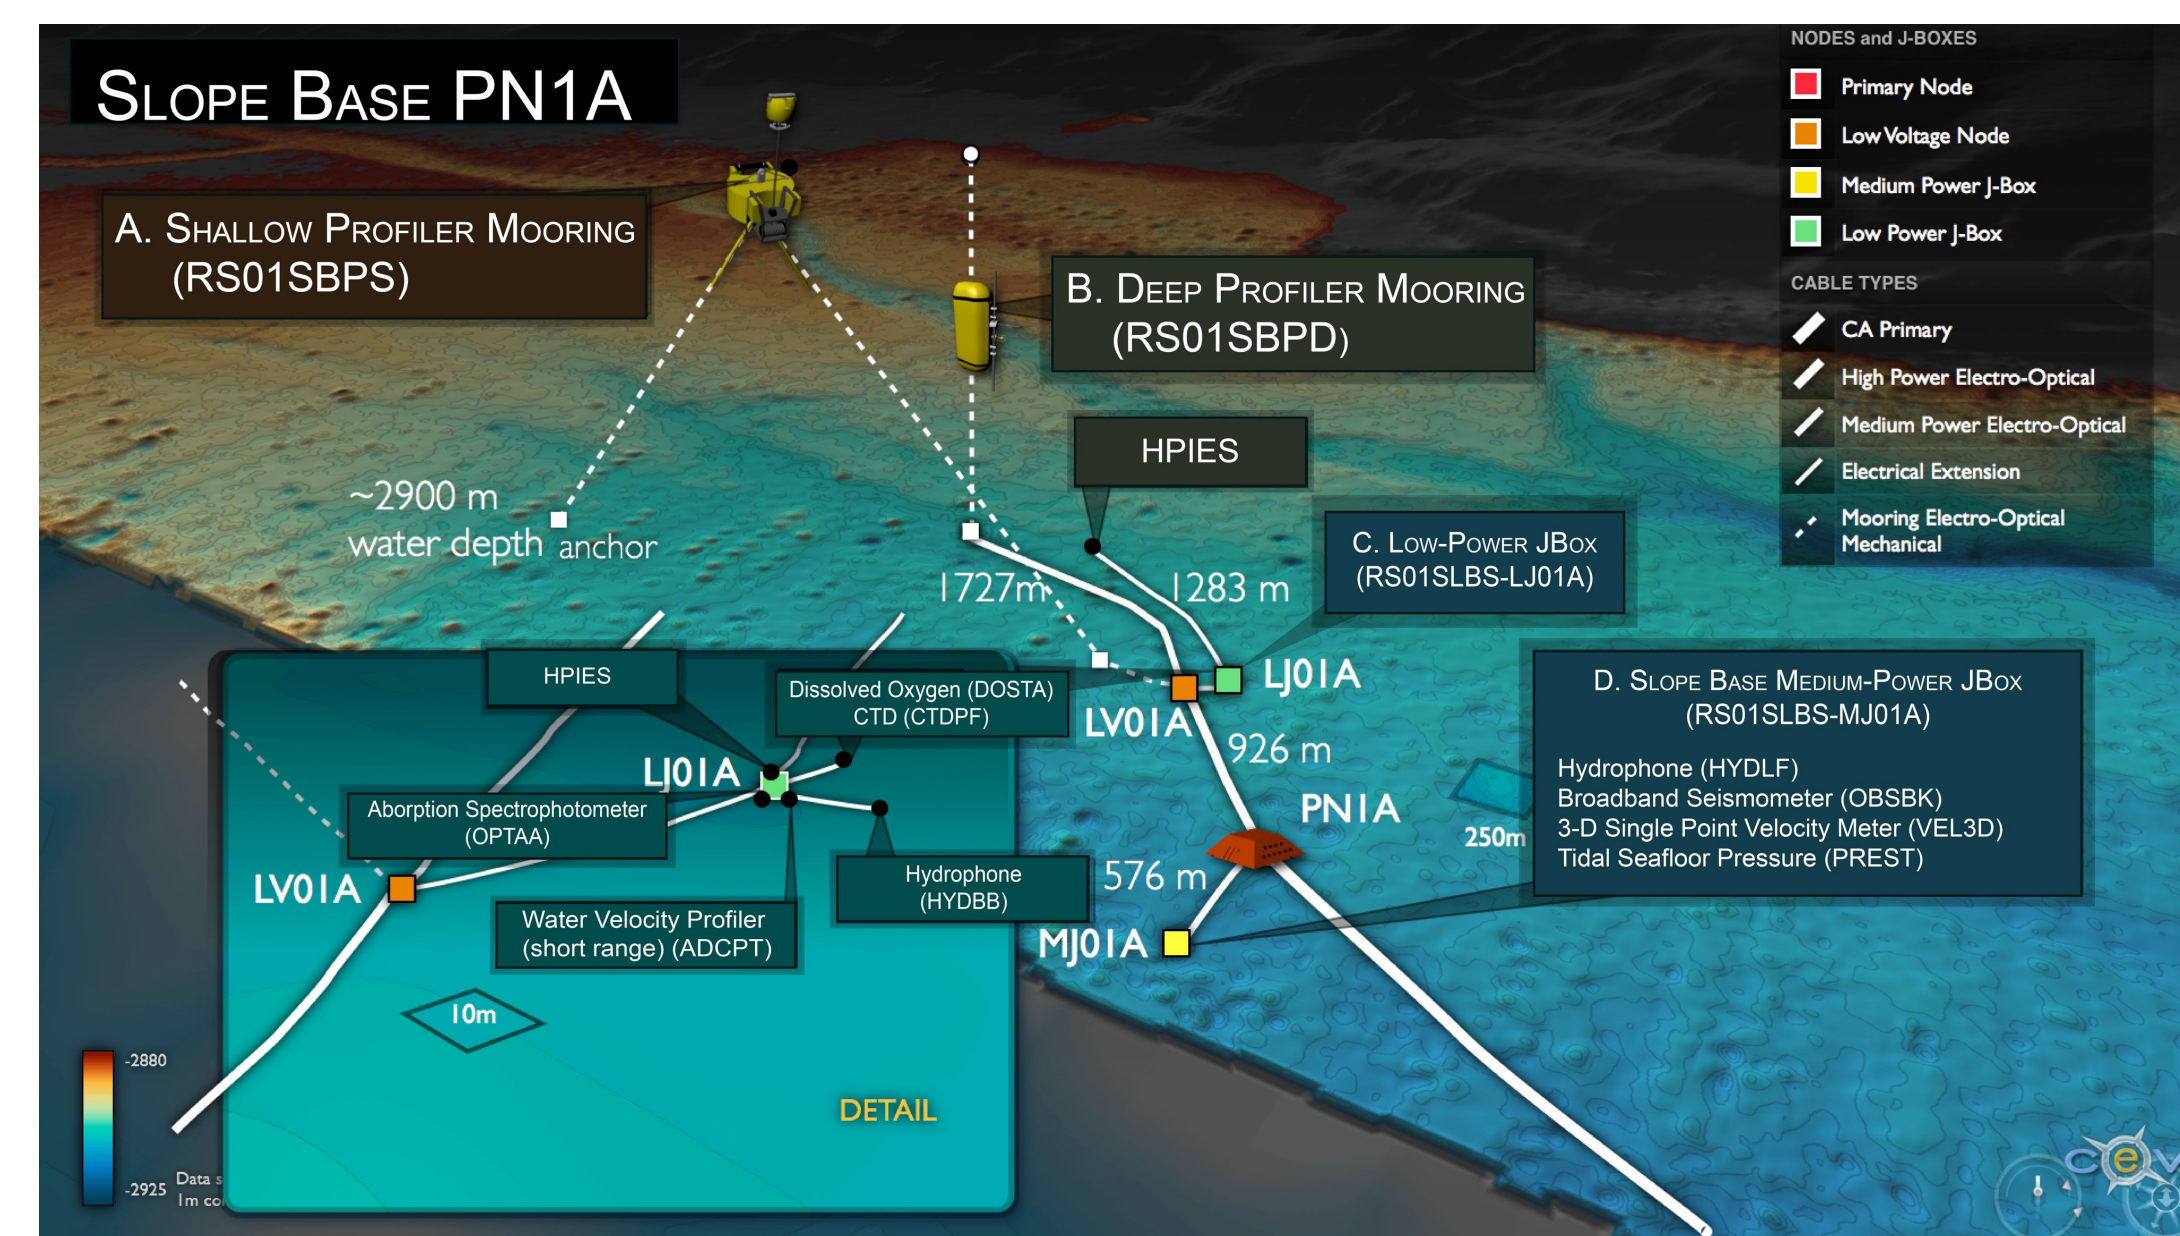 SLOPE BASE PN1A
A. SHALLOW PROFILER MOORING
(RS01SBPS)
B. DEEP PROFILER MOORING
(RS01SBPD)
HPIES
~2900 m
water depth
anchor
1727m
1283 m
C. LOW-POWER JBOX
(RS01SLBS-LJ01A)
LJ01A
LV01A
926 m
PN1A
250m
576 m
MJ01A
D. SLOPE BASE MEDIUM-POWER JBOX
(RS01SLBS-MJ01A)
Hydrophone (HYDLF)
Broadband Seismometer (OBSBK)
3-D Single Point Velocity Meter (VEL3D)
Tidal Seafloor Pressure (PREST)
HPIES
Dissolved Oxygen (DOSTA)
CTD (CTDPF)
LJ01A
Aborption Spectrophotometer
(OPTAA)
LV01A
Hydrophone
(HYDBB)
Water Velocity Profiler
(short range) (ADCPT)
10m
DETAIL
-2880
-2925
Data
1m
NODES and J-BOXES
Primary Node
Low Voltage Node
Medium Power J-Box
Low Power J-Box
CABLE TYPES
CA Primary
High Power Electro-Optical
Medium Power Electro-Optical
Electrical Extension
Mooring Electro-Optical
Mechanical
cev